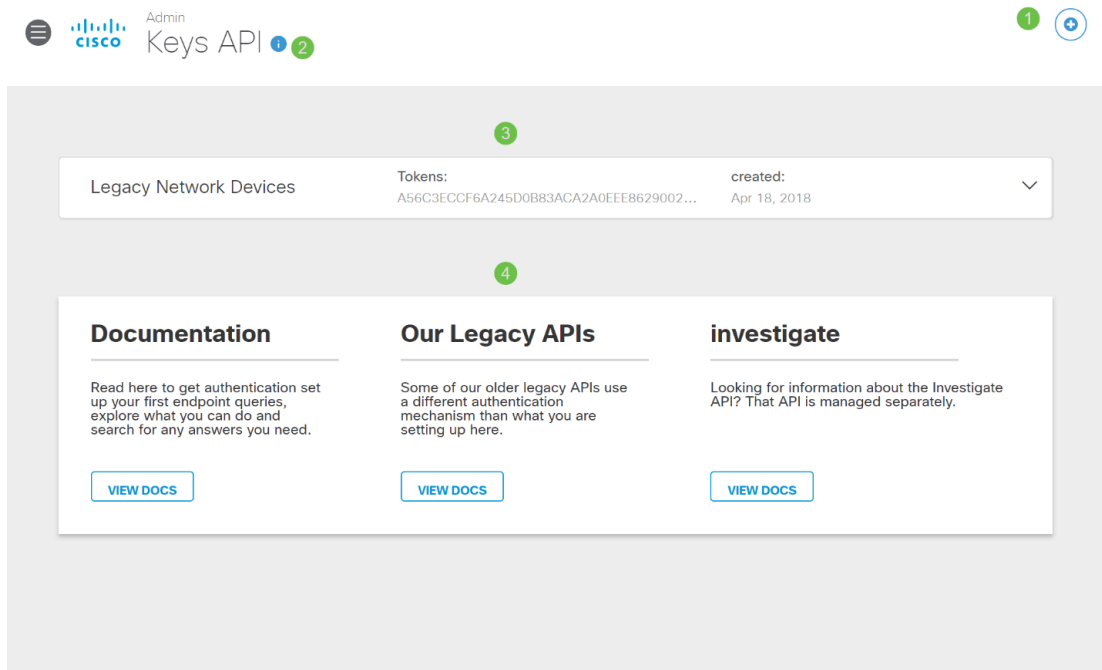 Admin
cisco
Keys API
i
2
1
3
Legacy Network Devices
Tokens:
A56C3ECCF6A245D0B83ACA2A0EEE8629002...
created:
Apr 18, 2018
4
Documentation
Read here to get authentication set
up your first endpoint queries,
explore what you can do and
search for any answers you need.
VIEW DOCS
Our Legacy APIs
Some of our older legacy APIs use
a different authentication
mechanism than what you are
setting up here.
VIEW DOCS
investigate
Looking for information about the Investigate
API? That API is managed separately.
VIEW DOCS